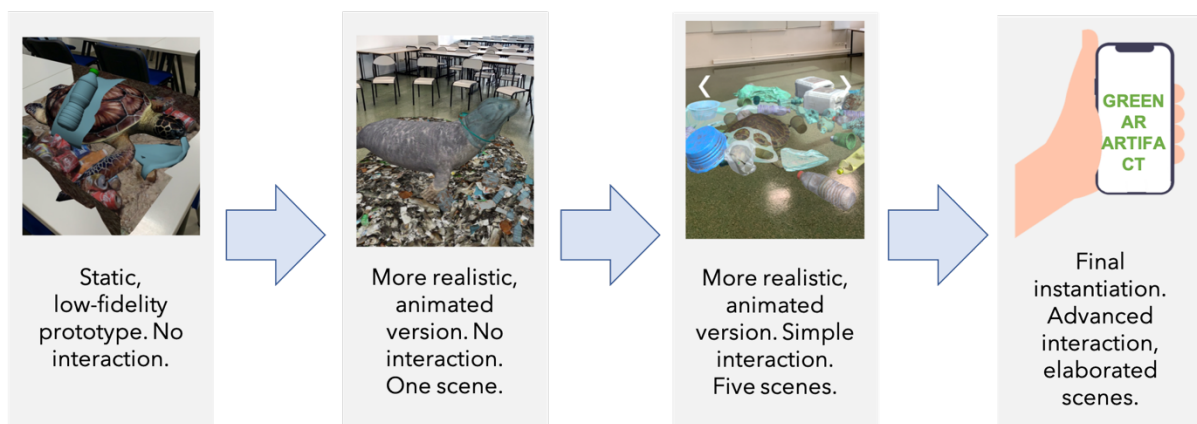 Static,
low-fidelity
prototype. No
interaction.
More realistic,
animated
version. No
interaction.
One scene.
More realistic,
animated
version. Simple
interaction.
Five scenes.
GREEN
AR
ARTIFA
CT
Final
instantiation.
Advanced
interaction,
elaborated
scenes.